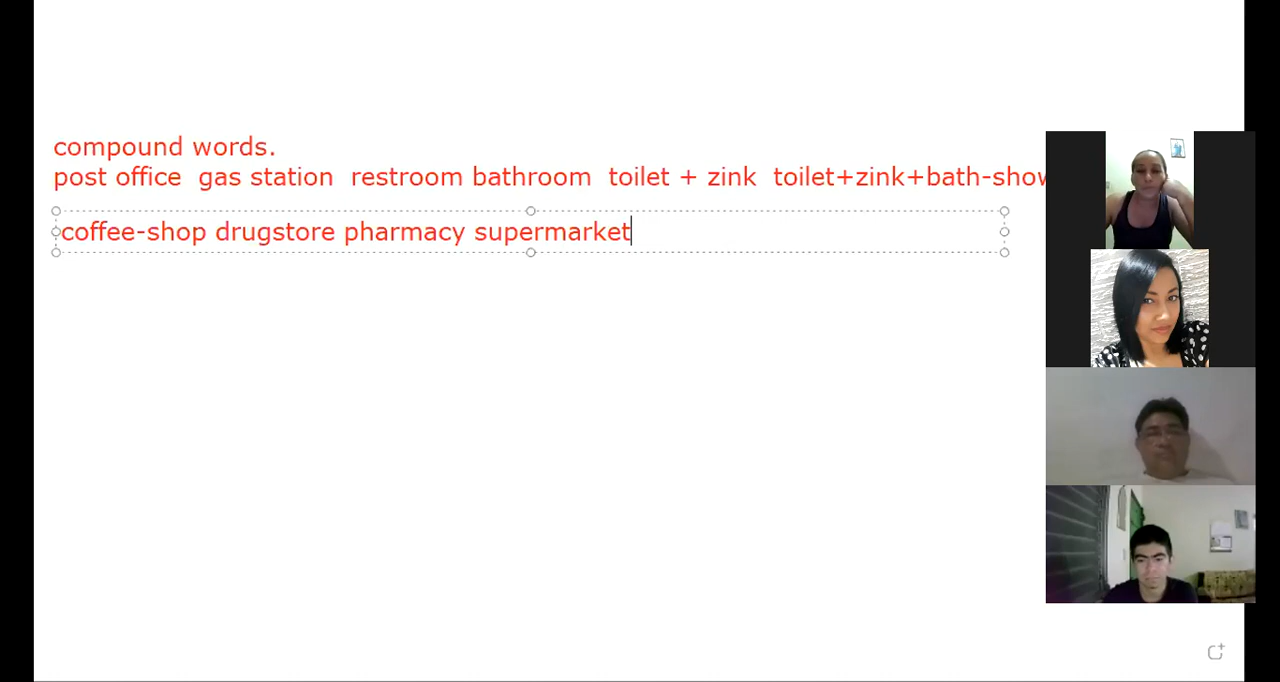 compound words.
post office gas station restroom bathroom toilet + zink toilet+zink+bath-show
coffee-shop drugstore pharmacy supermarket